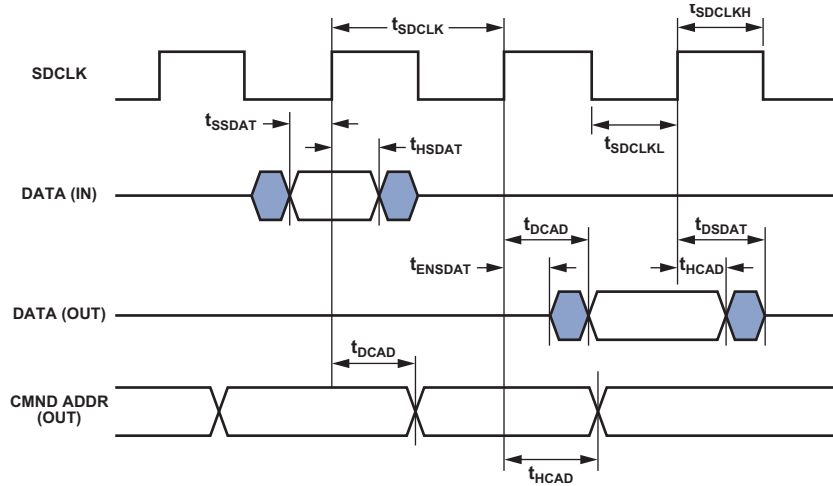 tSDCLKH
tSDCLK
SDCLK
tSSDAT
tHSDAT
tSDCLKL
DATA (IN)
tDCAD
tDSDAT
tENSDAT
tHCAD
DATA (OUT)
tDCAD
CMND ADDR
(OUT)
tHCAD